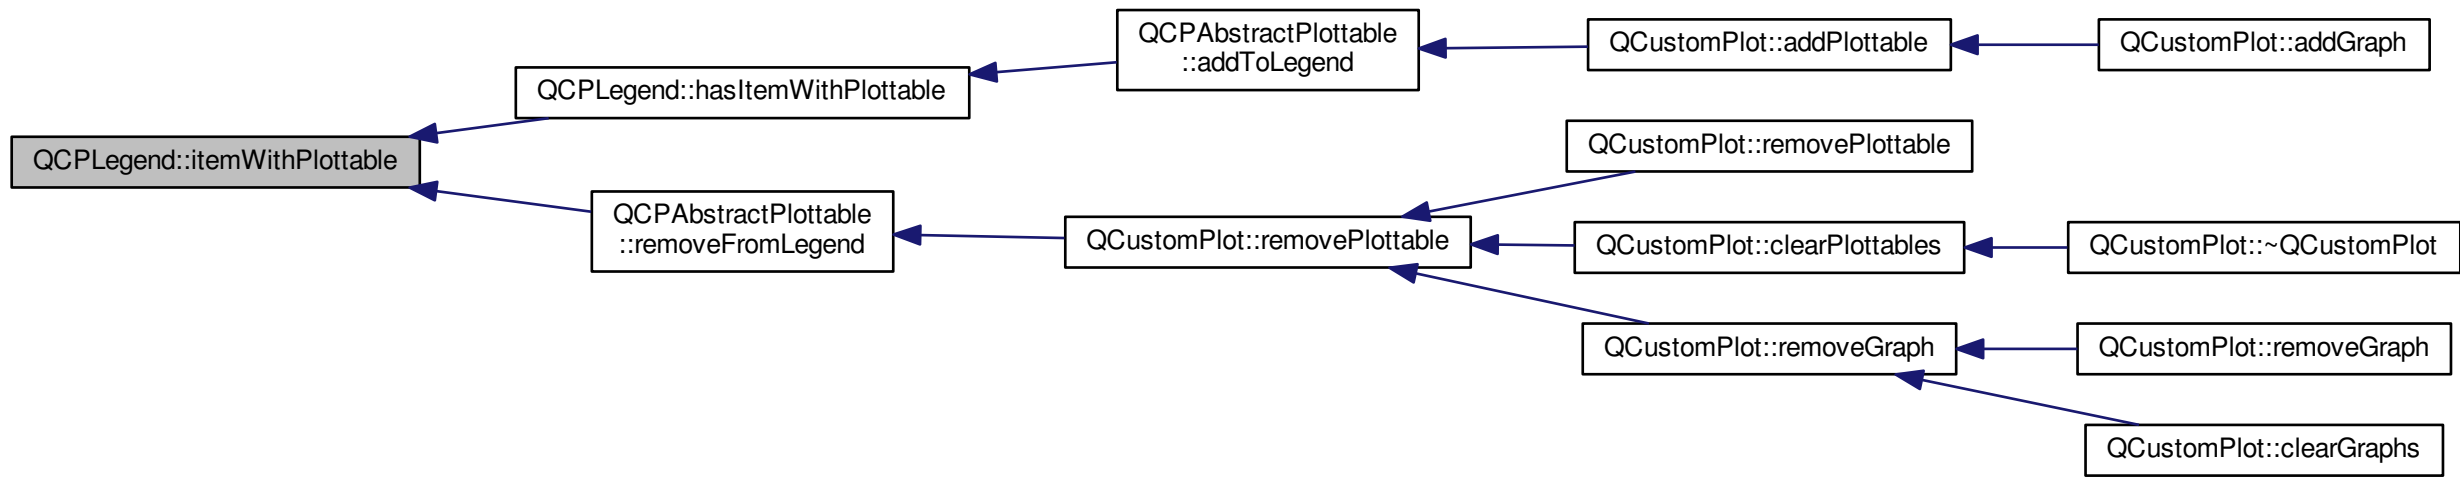 QCPLegend::itemWithPlottable
QCPLegend::hasItemWithPlottable
QCPAbstractPlottable
::addToLegend
QCustomPlot::addPlottable
QCustomPlot::addGraph
QCPAbstractPlottable
::removeFromLegend
QCustomPlot::removePlottable
QCustomPlot::removePlottable
QCustomPlot::clearPlottables
QCustomPlot::~QCustomPlot
QCustomPlot::removeGraph
QCustomPlot::removeGraph
QCustomPlot::clearGraphs